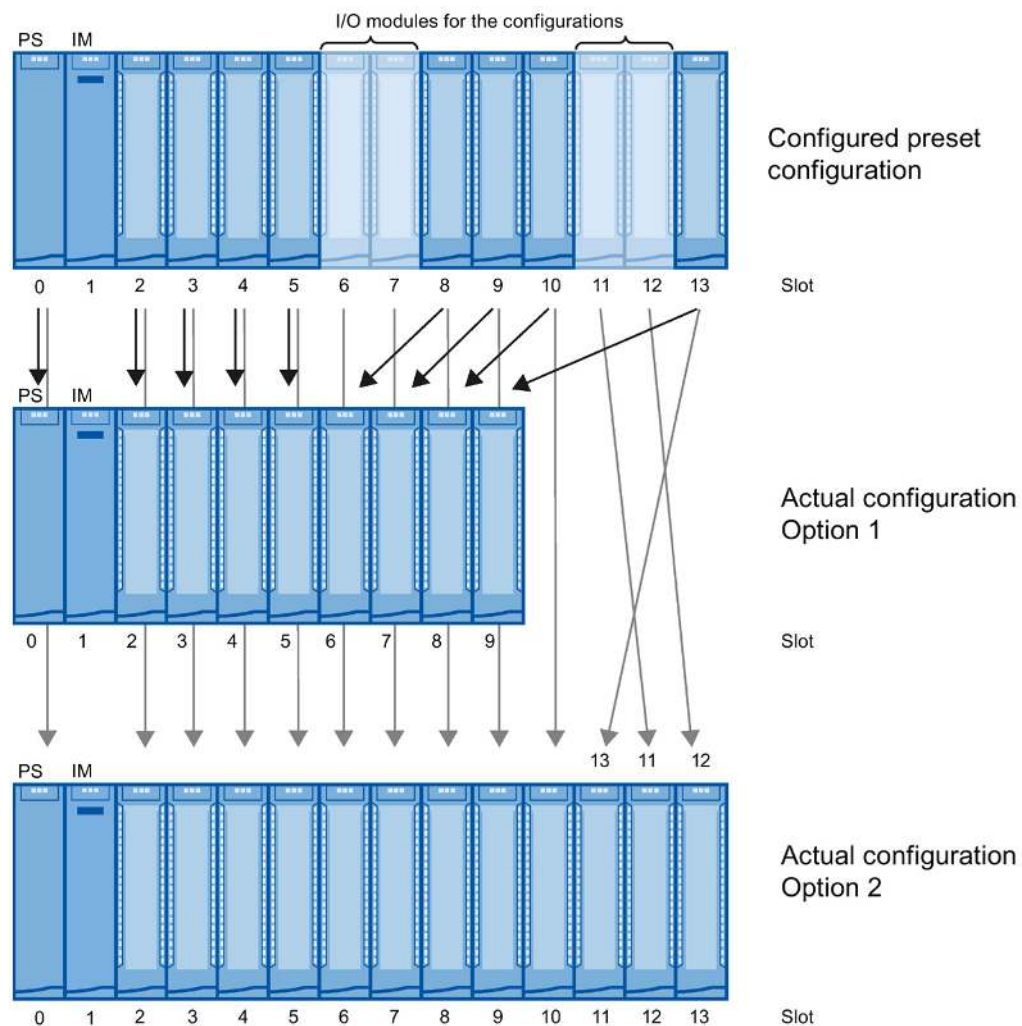 I/O modules for the configurations
PS IM
Configured preset
configuration
0 1 2 3 4 5 6 7 8 9 10 11 12 13 Slot
PS IM
Actual configuration
Option 1
0 1 2 3 4 5 6 7 8 9 Slot
13 11 12
PS IM
Actual configuration
Option 2
0 1 2 3 4 5 6 7 8 9 10 11 12 13 Slot